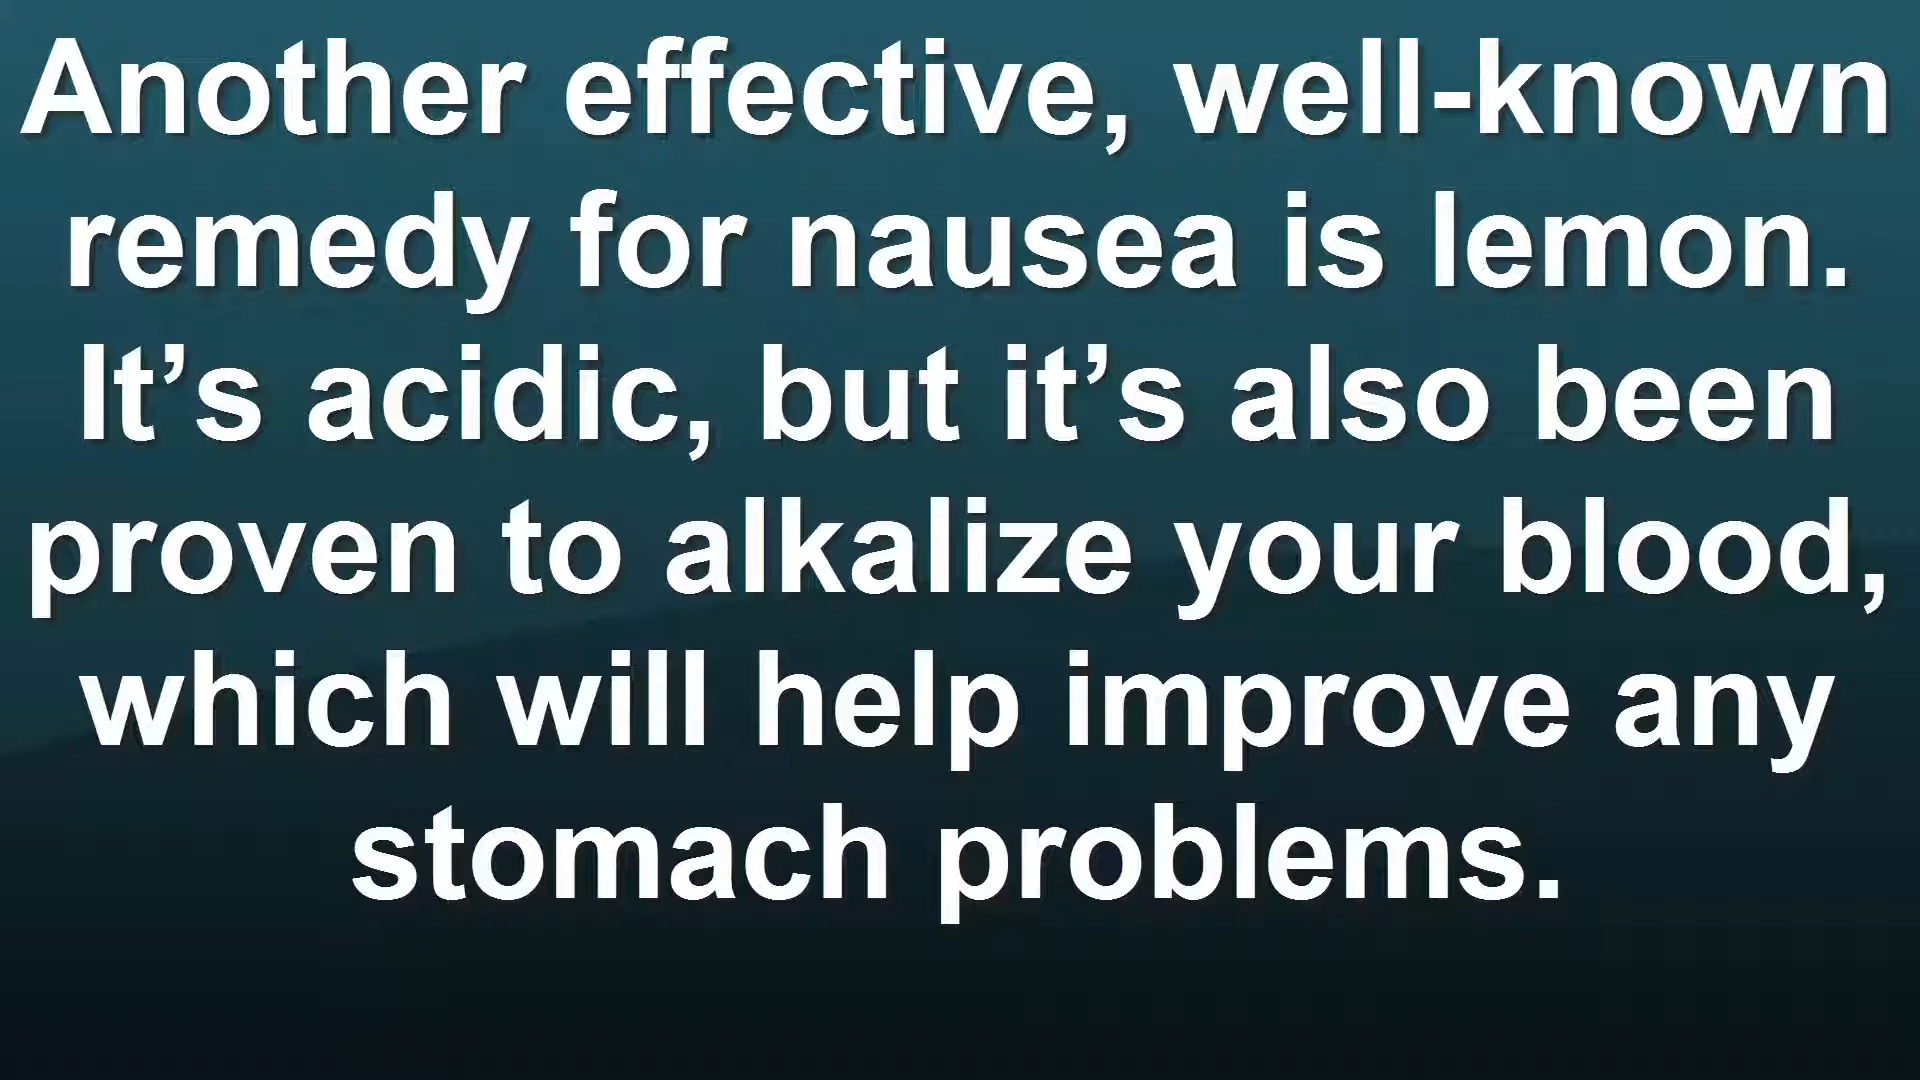 Another effective, well-known
remedy for nausea is lemon.
It’s acidic, but it’s also been
proven to alkalize your blood,
which will help improve any
stomach problems.